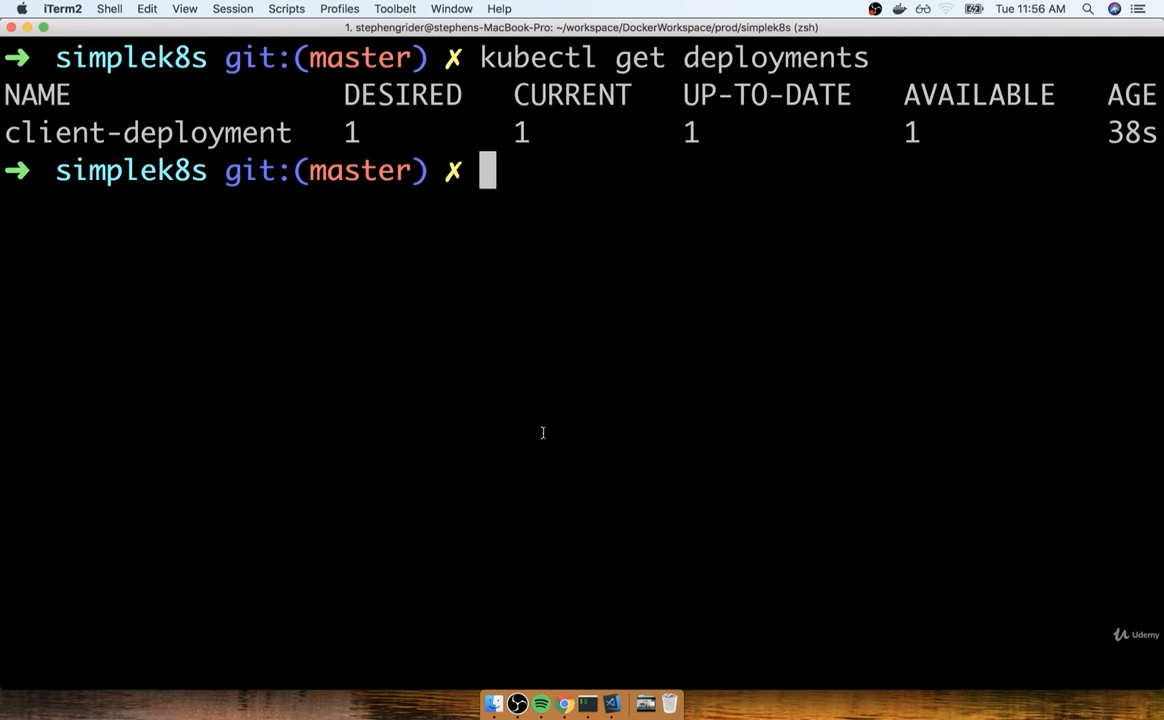 iTerm2 Shell Edit View Session Scripts Profiles Toolbelt Window Help Tue 11:56 AM
1. stephengrider@stephens-MacBook-Pro: ~/workspace/DockerWorkspace/prod/simplek8s (zsh)
➜ simplek8s git:(master) ✗ kubectl get deployments
NAME DESIRED CURRENT UP-TO-DATE AVAILABLE AGE
client-deployment 1 1 1 1 38s
➜ simplek8s git:(master) ✗
Udemy